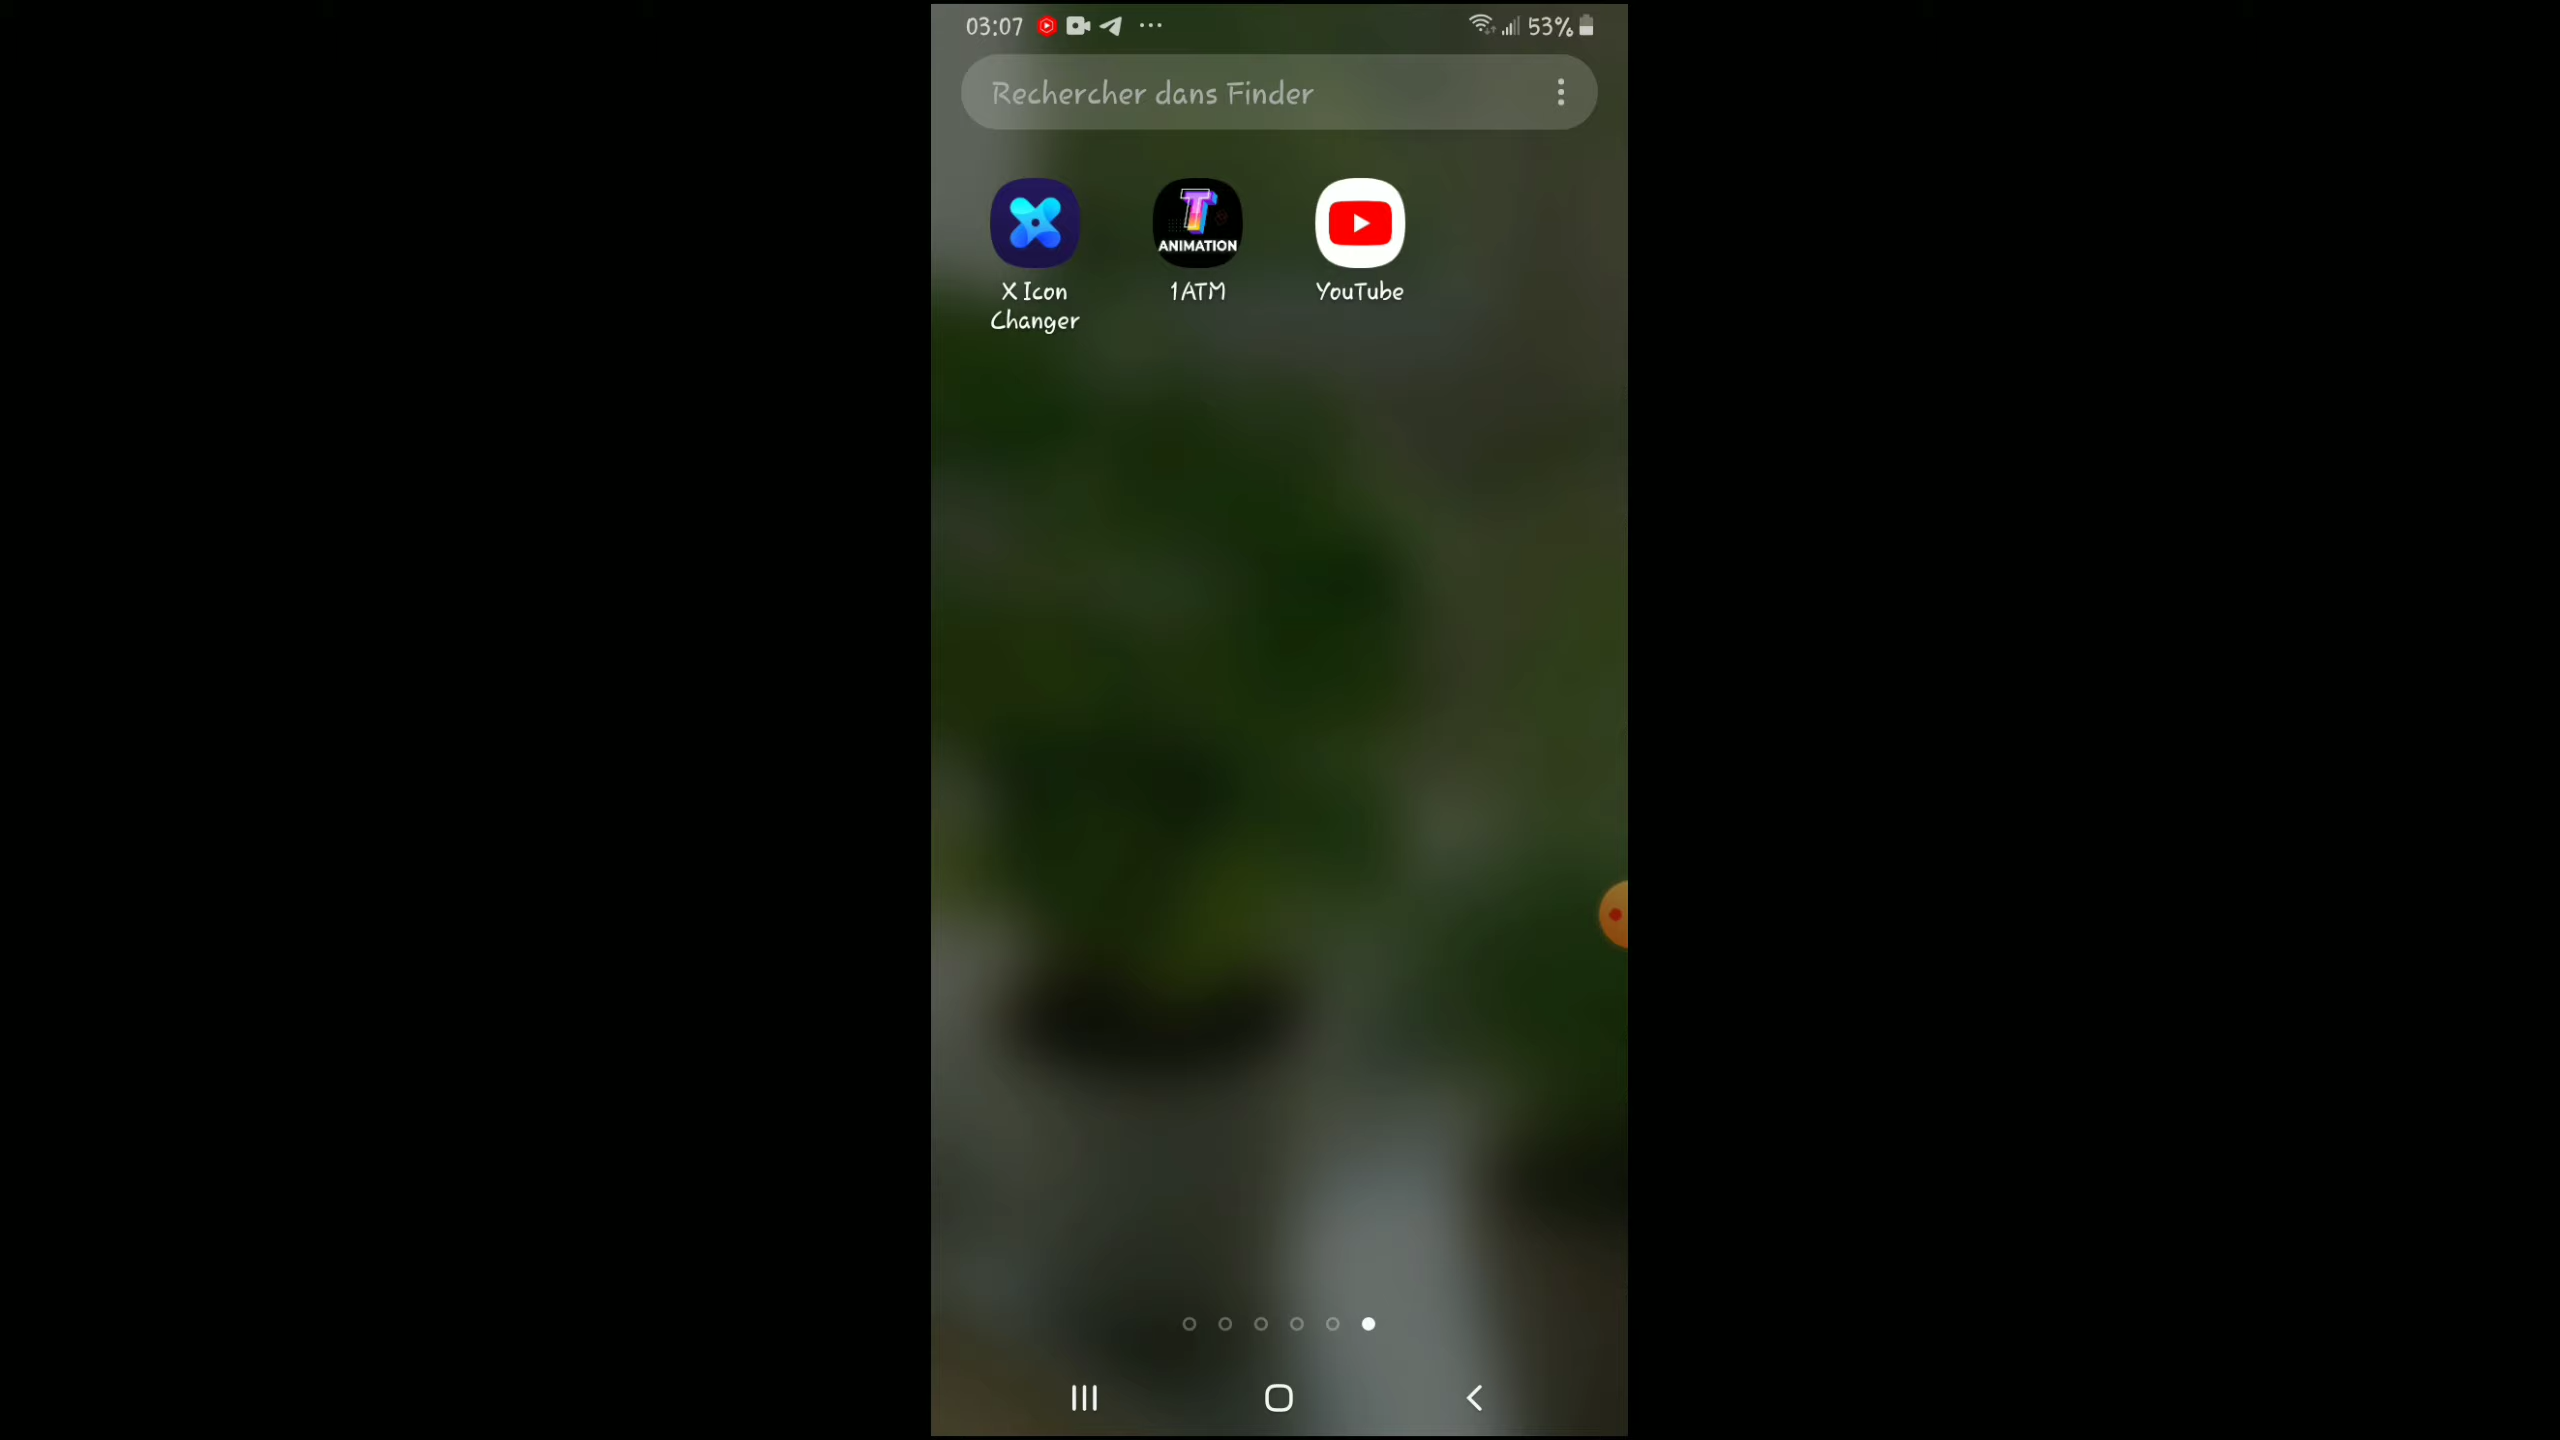 03:07
53%
Rechercher dans Finder
T
ANIMATION
X Icon
Changer
1ATM
YouTube